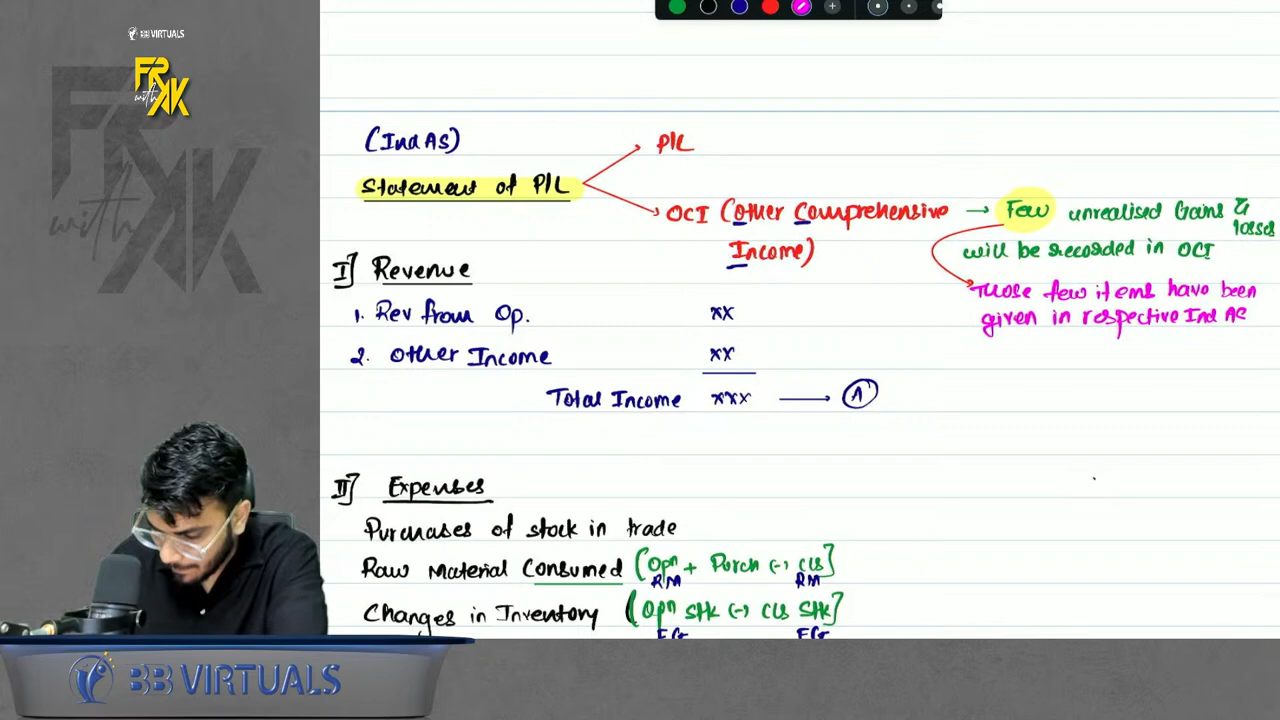 BB VIRTUALS
FR
with
AK
(Ind AS)
Statement of P/L
P/L
OCI (Other Comprehensive
Income)
→ Few unrealised Gains &
losses
will be recorded in OCI
Those few items have been
given in respective Ind AS
I] Revenue
1. Rev from Op. xx
2. Other Income xx
Total Income xxx → A
II] Expenses
Purchases of stock in trade
Raw Material Consumed [Opn + Purch (-) Cls]
RM RM
Changes in Inventory [Opn Stk (-) Cls Stk]
FG FG
BB VIRTUALS